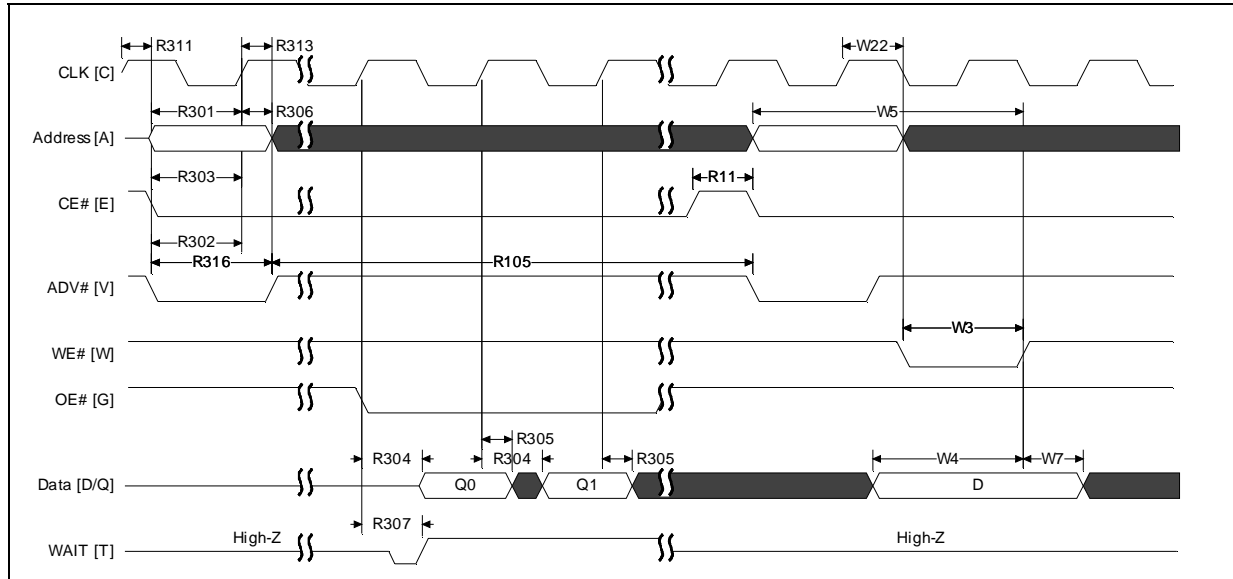 R311 R313 W22
CLK [C]
R301 R306 W5
Address [A]
R303 R11
CE# [E]
R302
R316 R105
ADV# [V]
W3
WE# [W]
OE# [G]
R305
R304 R304 R305 W4 W7
Data [D/Q] Q0 Q1 D
R307
High-Z High-Z
WAIT [T]